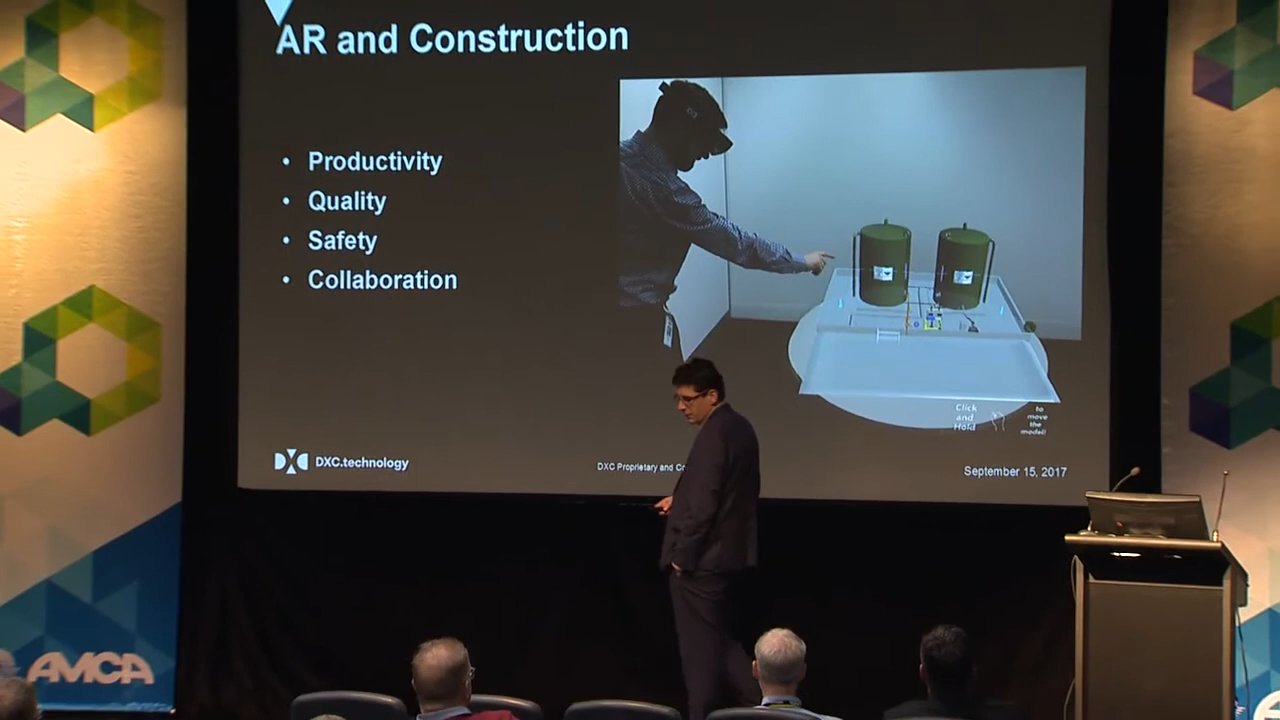 AR and Construction
• Productivity
• Quality
• Safety
• Collaboration
Click
and
Hold
to
move
the
model!
DXC.technology
DXC Proprietary and
September 15, 2017
AMCA